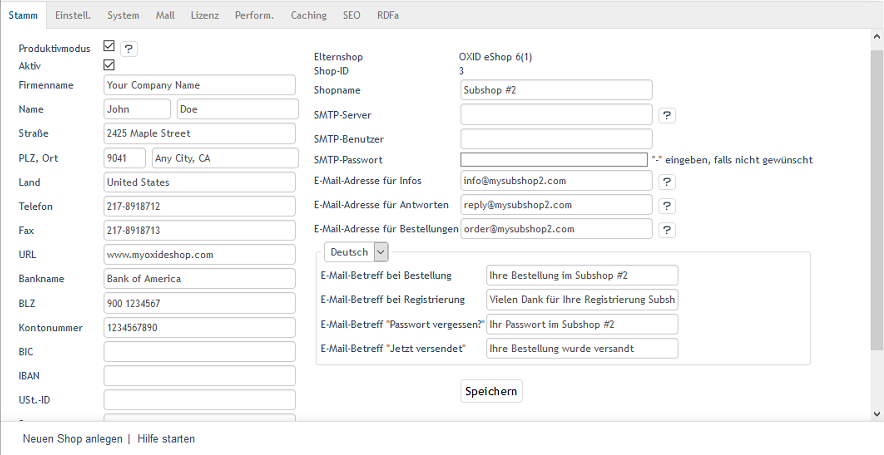 Stamm Einstell. System Mall Lizenz Perform. Caching SEO RDFa
Produktivmodus ?
Aktiv
Firmenname Your Company Name
Name John Doe
Straße 2425 Maple Street
PLZ, Ort 9041 Any City, CA
Land United States
Telefon 217-8918712
Fax 217-8918713
URL www.myoxideshop.com
Bankname Bank of America
BLZ 900 1234567
Kontonummer 1234567890
BIC
IBAN
USt.-ID
Elternshop OXID eShop 6(1)
Shop-ID 3
Shopname Subshop #2
SMTP-Server ?
SMTP-Benutzer
SMTP-Passwort "-" eingeben, falls nicht gewünscht
E-Mail-Adresse für Infos info@mysubshop2.com ?
E-Mail-Adresse für Antworten reply@mysubshop2.com ?
E-Mail-Adresse für Bestellungen order@mysubshop2.com ?
Deutsch
E-Mail-Betreff bei Bestellung Ihre Bestellung im Subshop #2
E-Mail-Betreff bei Registrierung Vielen Dank für Ihre Registrierung Subsh
E-Mail-Betreff "Passwort vergessen?" Ihr Passwort im Subshop #2
E-Mail-Betreff "Jetzt versendet" Ihre Bestellung wurde versandt
Speichern
Neuen Shop anlegen | Hilfe starten